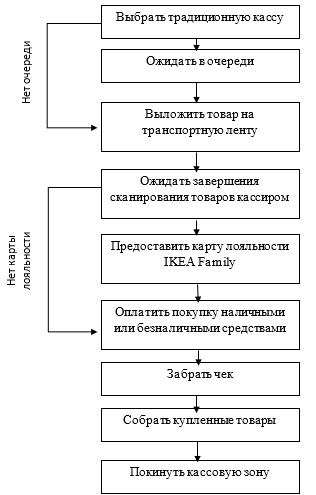 Выбрать традиционную кассу
Нет очереди
Ожидать в очереди
Выложить товар на
транспортную ленту
Ожидать завершения
сканирования товаров кассиром
Нет карты
лояльности
Предоставить карту лояльности
IKEA Family
Оплатить покупку наличными
или безналичными средствами
Забрать чек
Собрать купленные товары
Покинуть кассовую зону